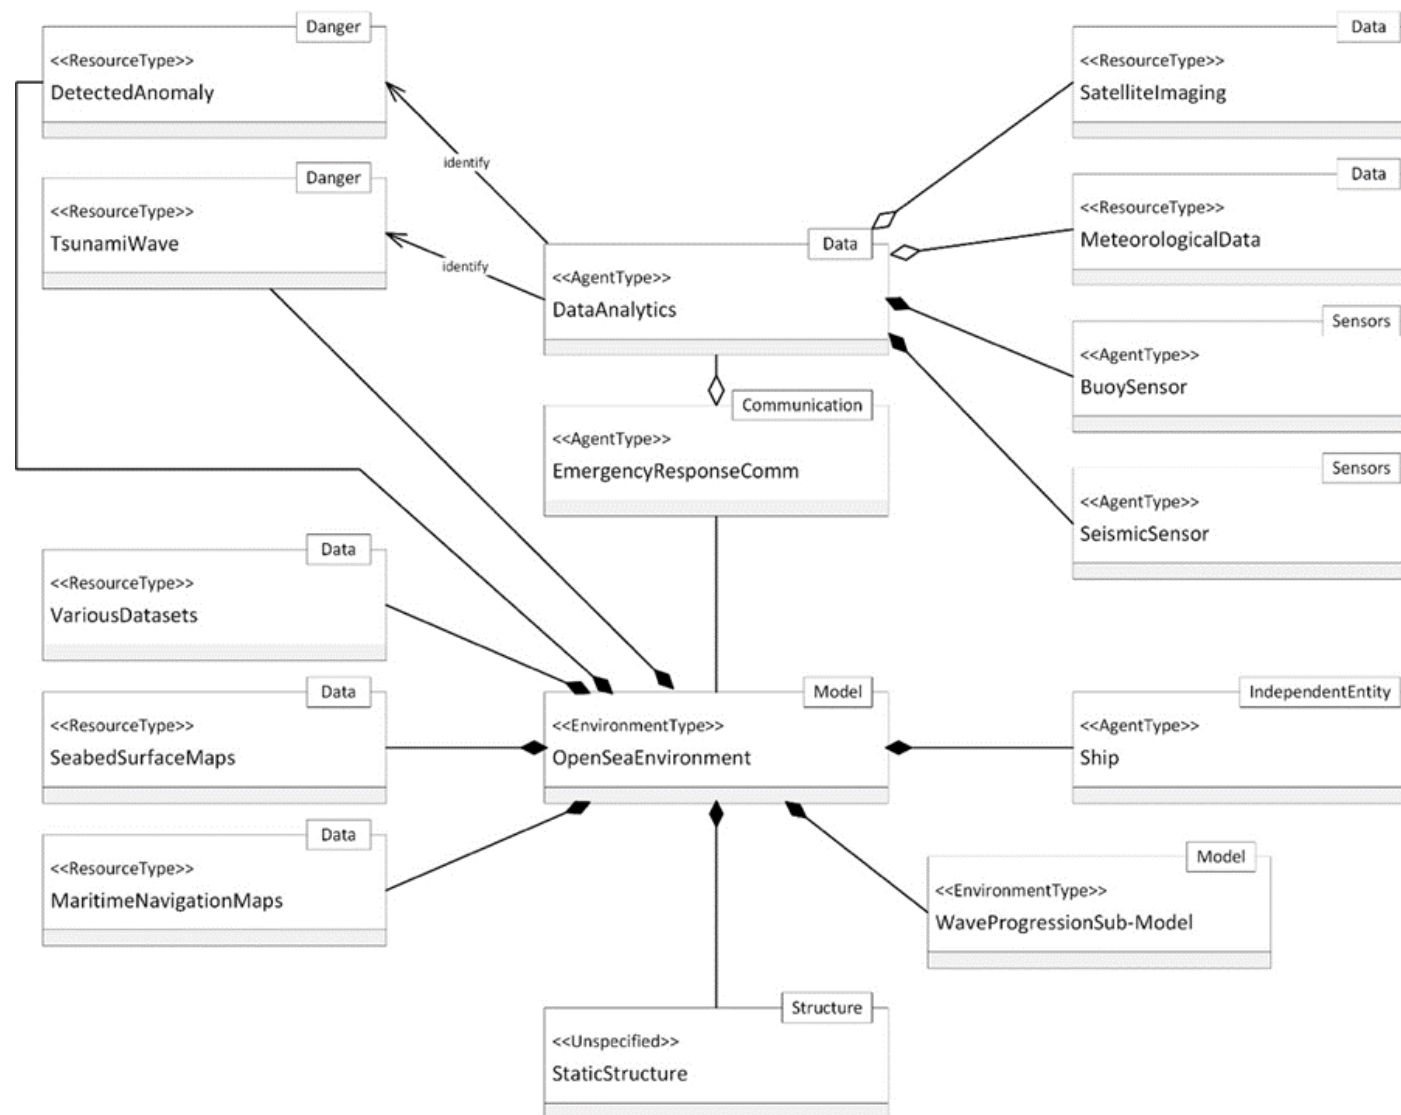 Danger
<<ResourceType>>
DetectedAnomaly
Data
<<ResourceType>>
SatelliteImaging
identify
Danger
<<ResourceType>>
TsunamiWave
Data
<<ResourceType>>
MeteorologicalData
identify
Data
<<AgentType>>
DataAnalytics
Sensors
<<AgentType>>
BuoySensor
Communication
<<AgentType>>
EmergencyResponseComm
Sensors
<<AgentType>>
SeismicSensor
Data
<<ResourceType>>
VariousDatasets
Data
<<ResourceType>>
SeabedSurfaceMaps
Model
<<EnvironmentType>>
OpenSeaEnvironment
IndependentEntity
<<AgentType>>
Ship
Data
<<ResourceType>>
MaritimeNavigationMaps
Model
<<EnvironmentType>>
WaveProgressionSub-Model
Structure
<<Unspecified>>
StaticStructure